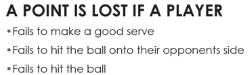 A POINT IS LOST IF A PLAYER
•Fails to make a good serve
•Fails to hit the ball onto their opponents side
•Fails to hit the ball